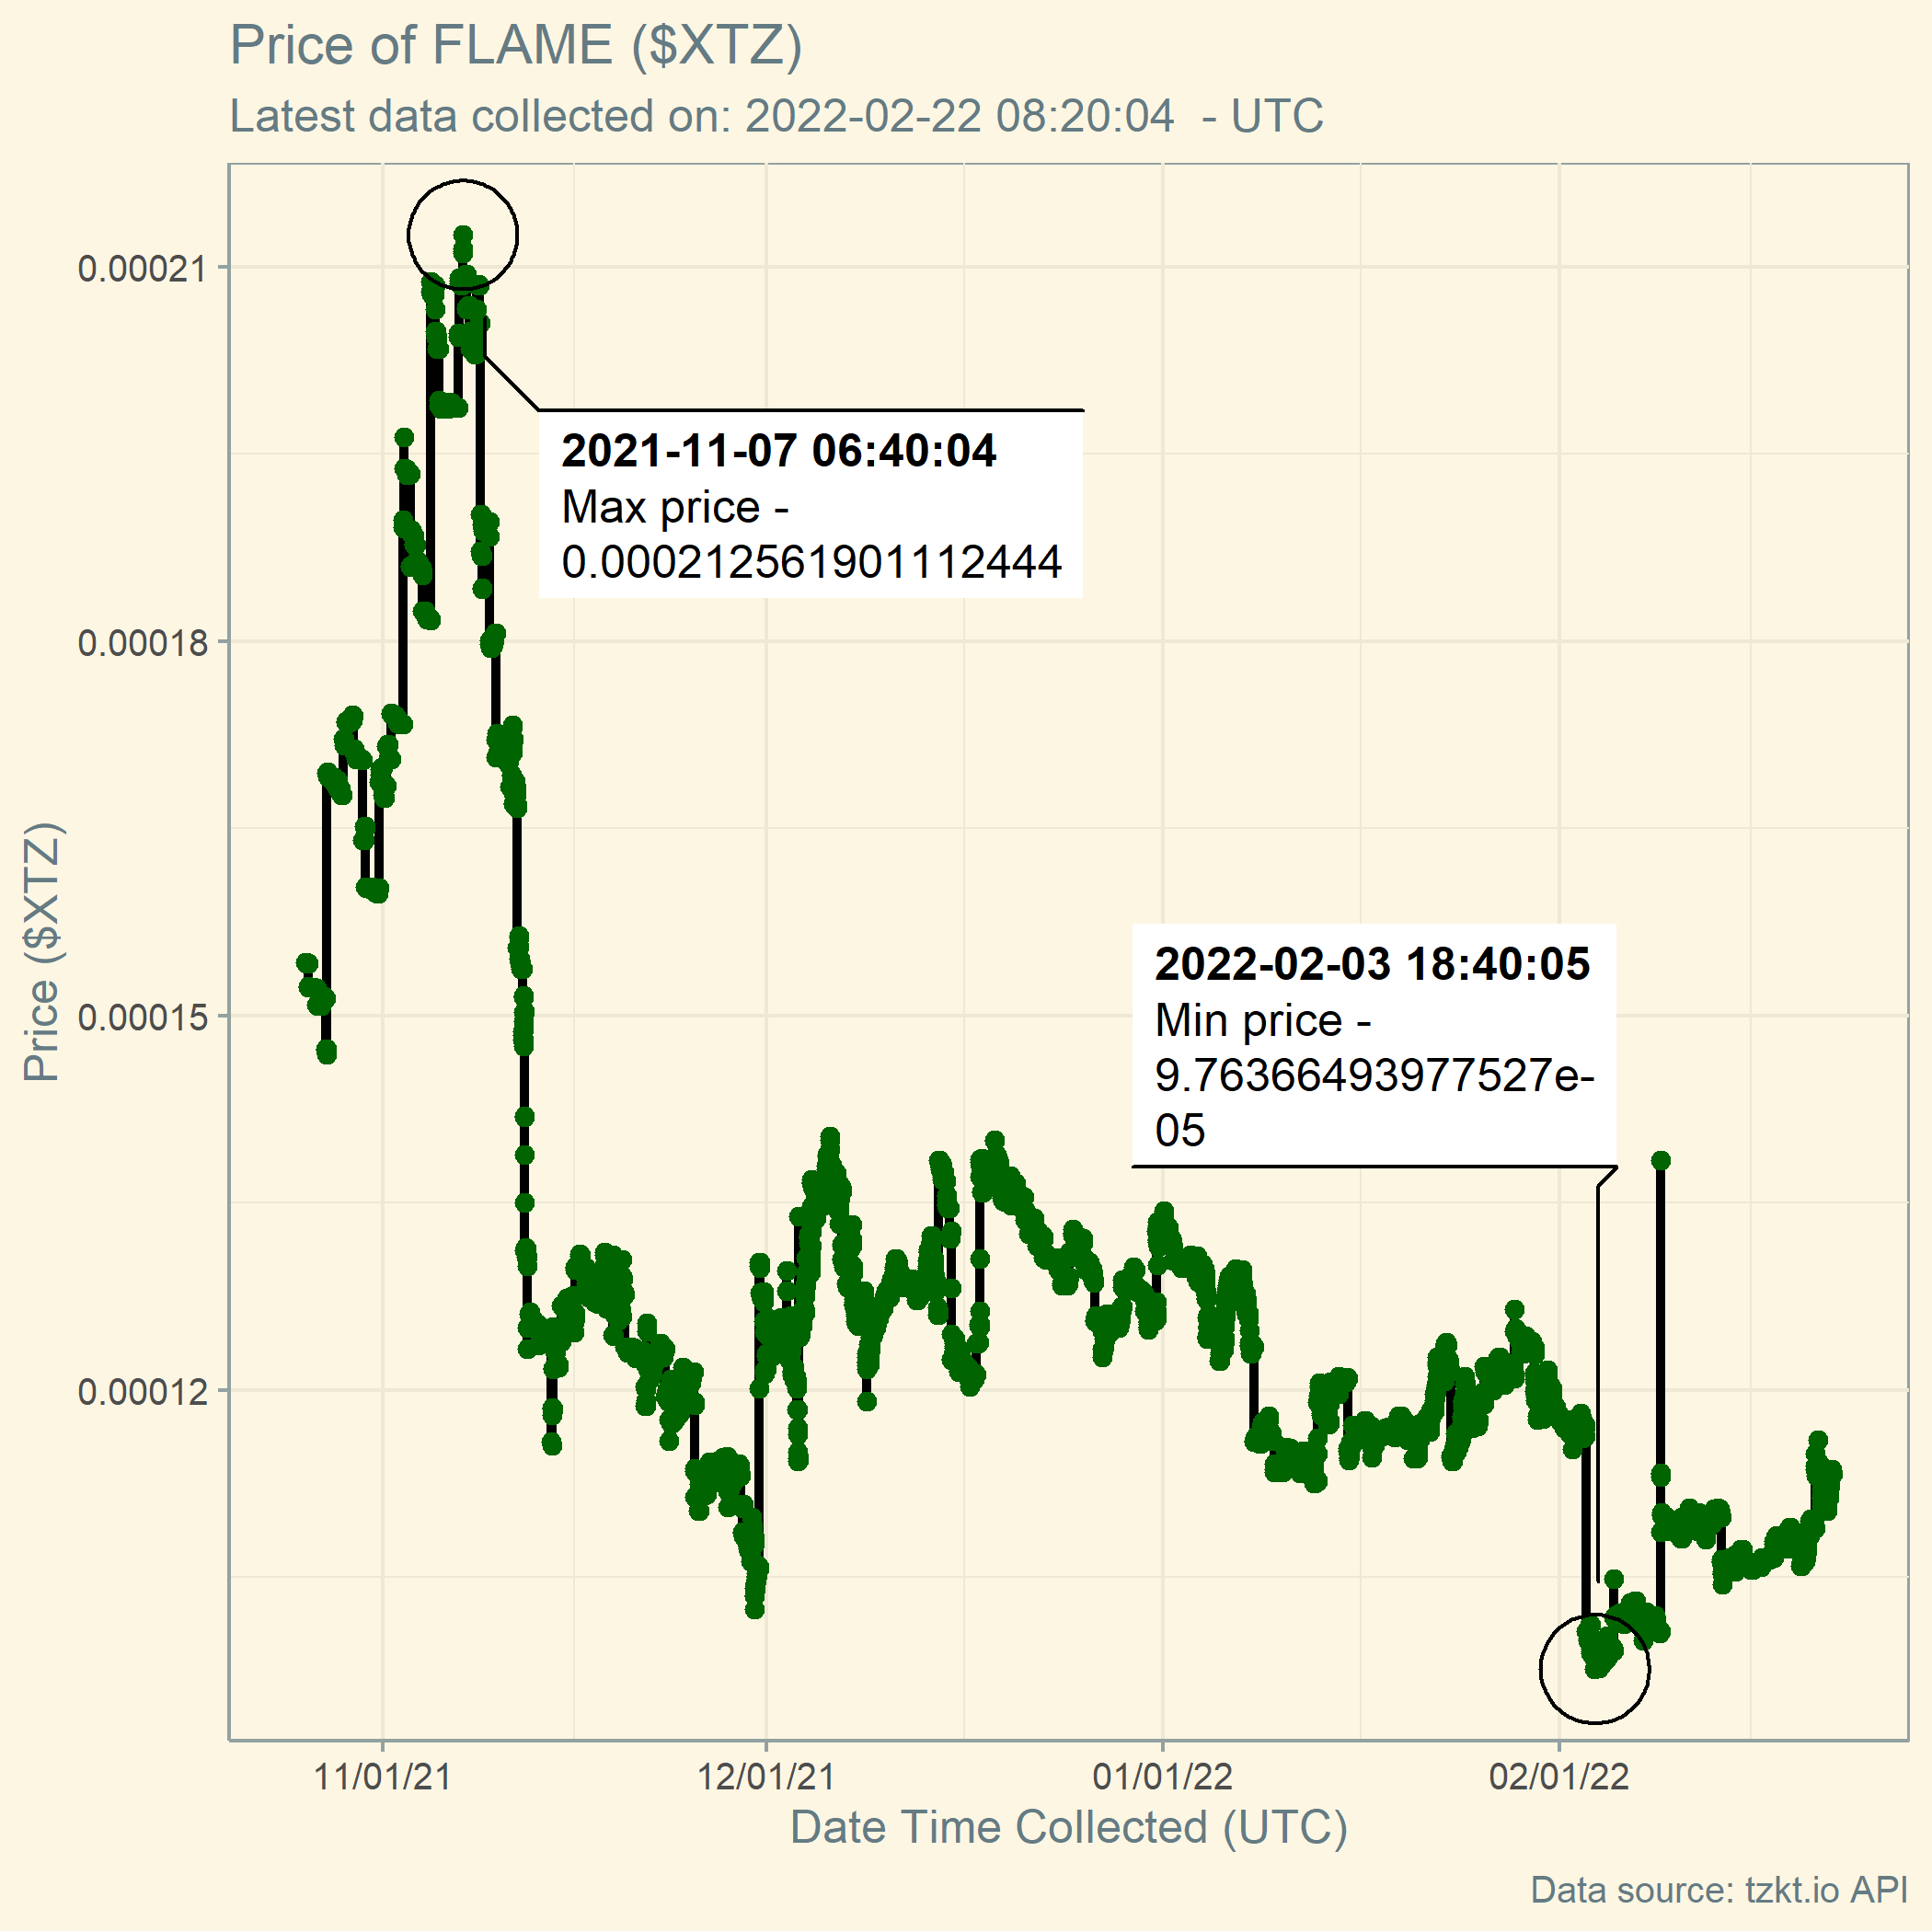 Price of FLAME ($XTZ)
Latest data collected on: 2022-02-22 08:20:04  - UTC
Price ($XTZ)
0.00021
0.00018
0.00015
0.00012
2021-11-07 06:40:04
Max price -
0.000212561901112444
2022-02-03 18:40:05
Min price -
9.76366493977527e-
05
11/01/21
12/01/21
01/01/22
02/01/22
Date Time Collected (UTC)
Data source: tzkt.io API